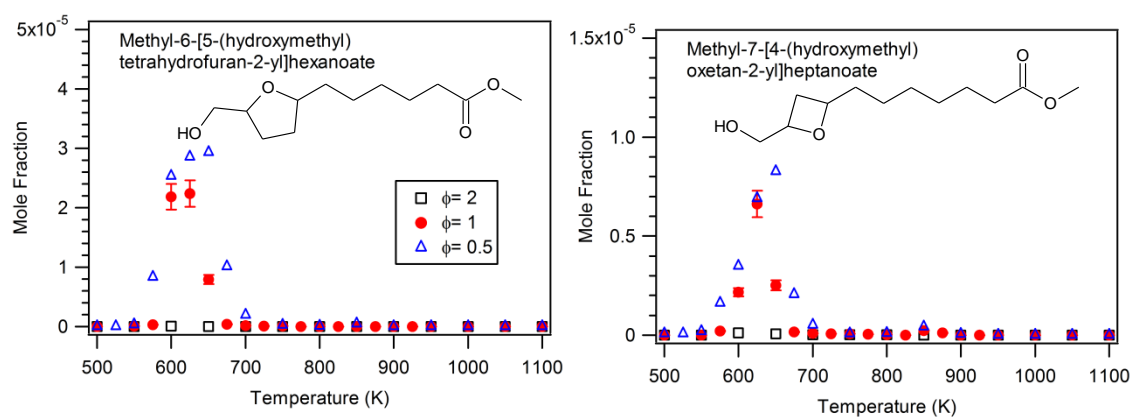 5x10⁻⁵
4
3
2
1
0
Mole Fraction
Methyl-6-[5-(hydroxymethyl)
tetrahydrofuran-2-yl]hexanoate
O
O
HO
O
ϕ= 2
ϕ= 1
ϕ= 0.5
500 600 700 800 900 1000 1100
Temperature (K)
1.5x10⁻⁵
1.0
0.5
0.0
Mole Fraction
Methyl-7-[4-(hydroxymethyl)
oxetan-2-yl]heptanoate
O
O
HO
O
500 600 700 800 900 1000 1100
Temperature (K)